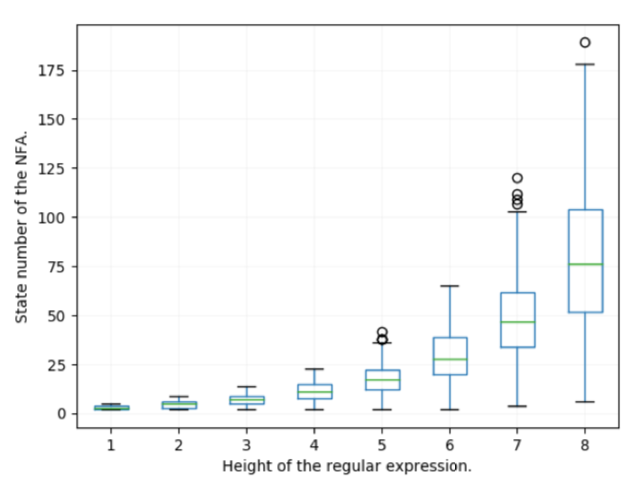 175
150
125
100
75
50
25
0
State number of the NFA.
1 2 3 4 5 6 7 8
Height of the regular expression.